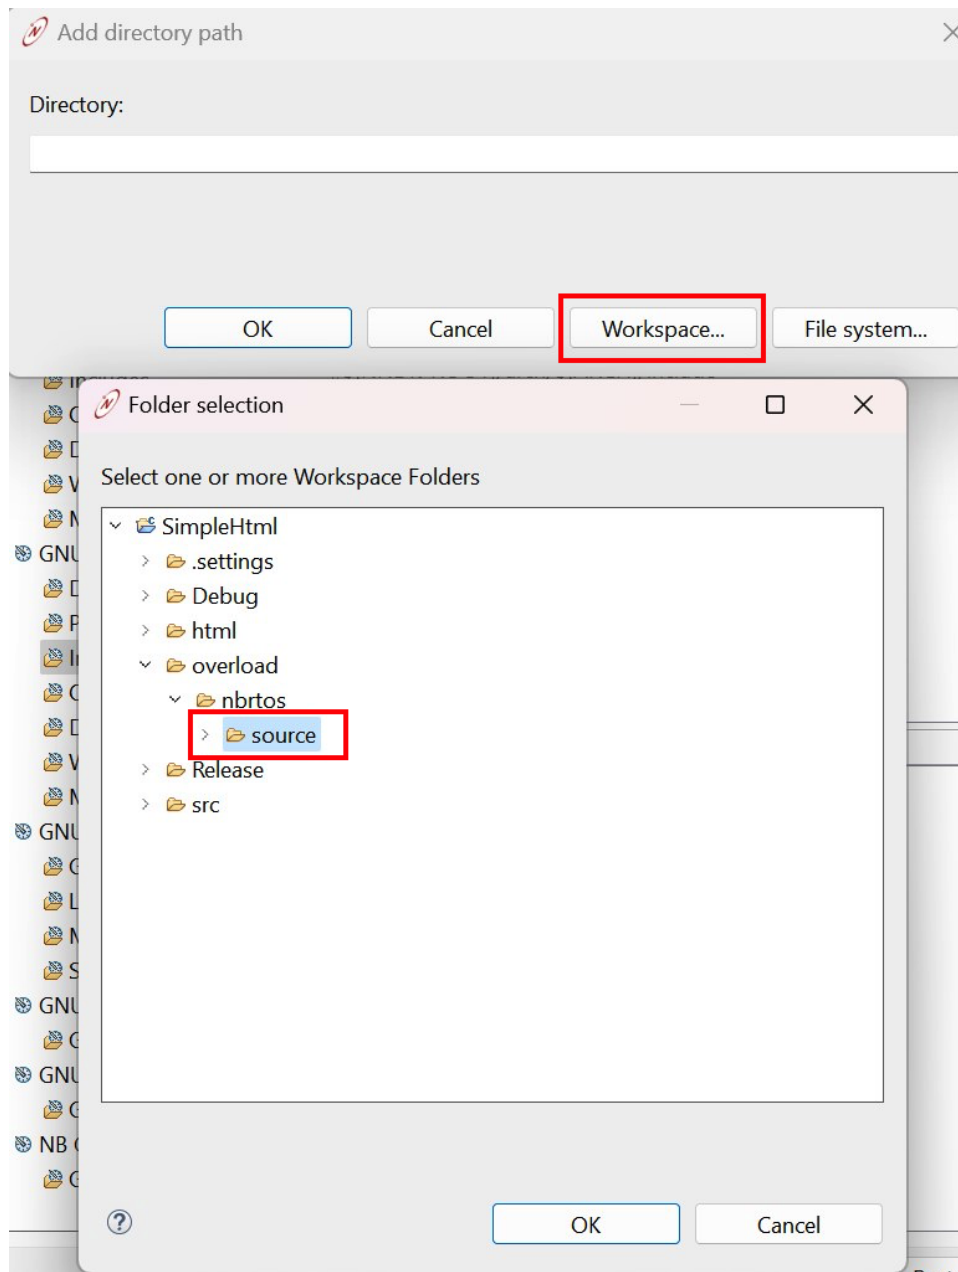 Add directory path
Directory:
OK Cancel Workspace... File system...
Folder selection
Select one or more Workspace Folders
SimpleHtml
.settings
Debug
html
overload
nbrtos
source
Release
src
GNU
GNU
GNU
GNU
NB
OK Cancel